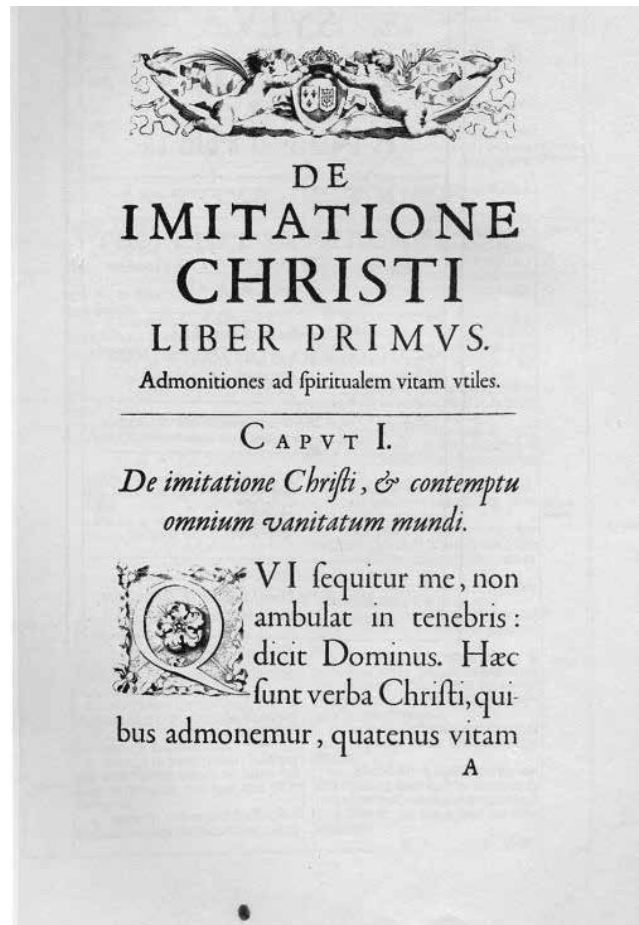 DE
IMITATIONE
CHRISTI
LIBER PRIMVS.
Admonitiones ad ſpiritualem vitam vtiles.
CAPVT I.
De imitatione Chriſti, & contemptu
omnium vanitatum mundi.
QVI ſequitur me, non
ambulat in tenebris:
dicit Dominus. Hæc
ſunt verba Chriſti, qui-
bus admonemur, quatenus vitam
A